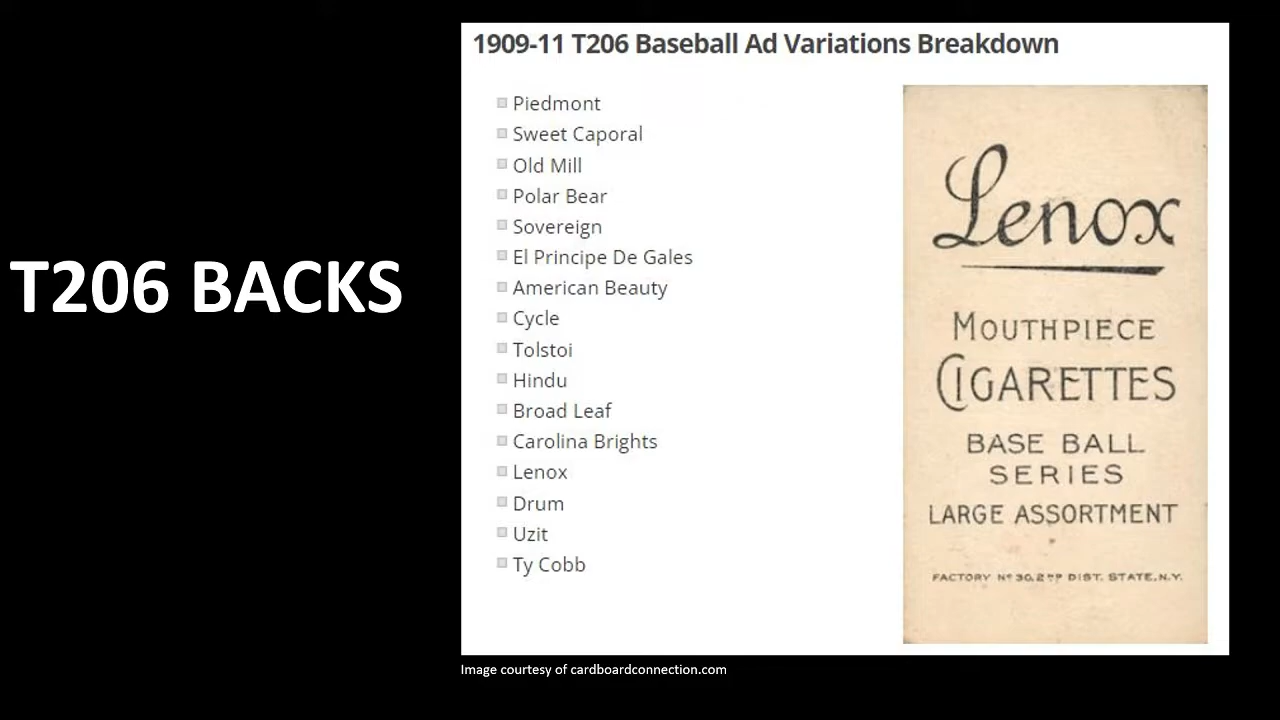 T206 BACKS
1909-11 T206 Baseball Ad Variations Breakdown
Piedmont
Sweet Caporal
Old Mill
Polar Bear
Sovereign
El Principe De Gales
American Beauty
Cycle
Tolstoi
Hindu
Broad Leaf
Carolina Brights
Lenox
Drum
Uzit
Ty Cobb
Lenox
MOUTHPIECE
CIGARETTES
BASE BALL
SERIES
LARGE ASSORTMENT
FACTORY Nº 30, 2ND DIST. STATE, N.Y.
Image courtesy of cardboardconnection.com